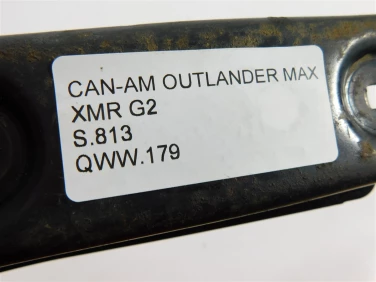 CAN-AM OUTLANDER MAX
XMR G2
S.813
QWW.179